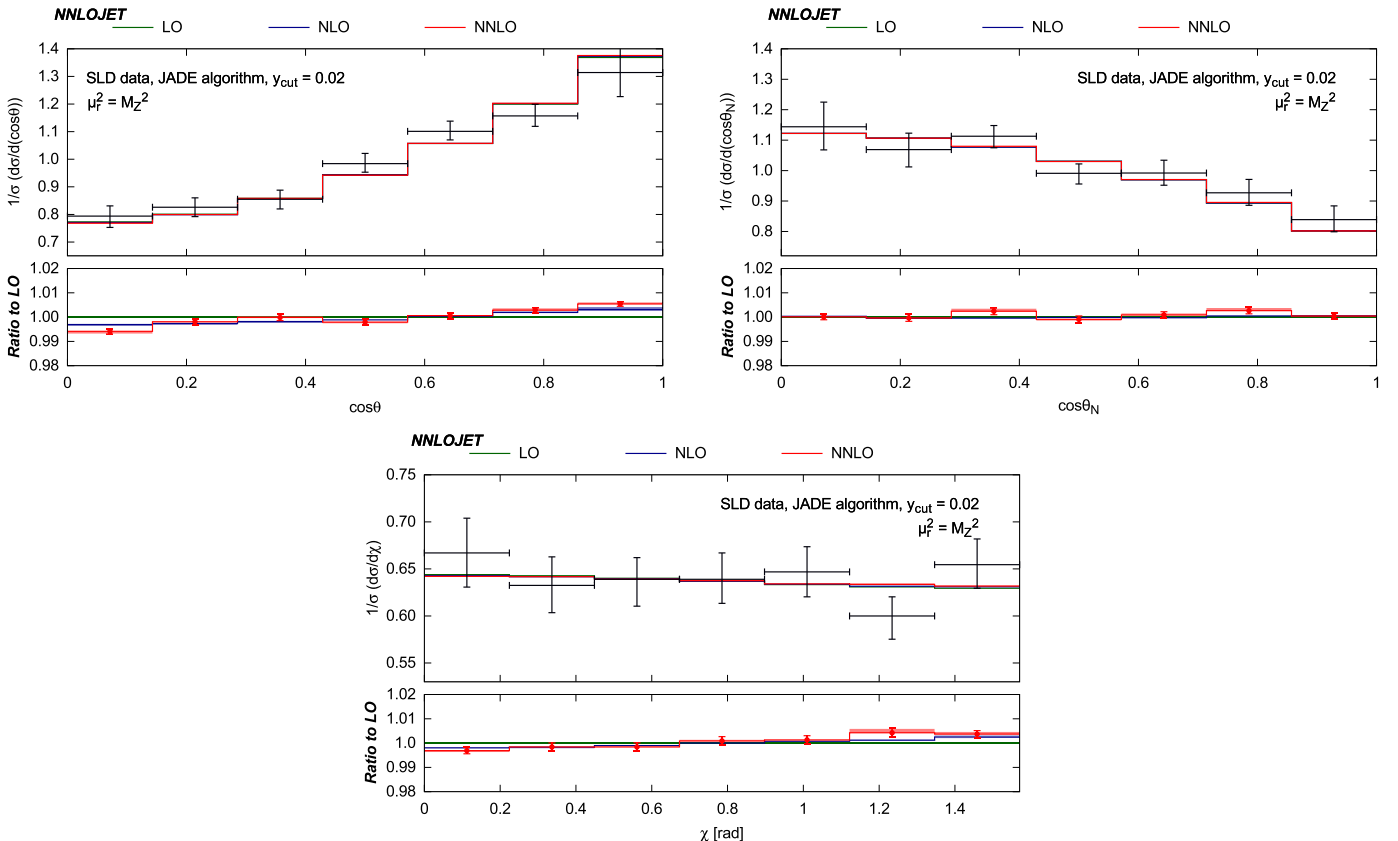 NNLOJET
LO NLO NNLO
1.4
1.3
1.2
1.1
1.0
0.9
0.8
0.7
1/σ (dσ/d(cosθ))
SLD data, JADE algorithm, ycut = 0.02
μr² = MZ²
1.02
1.01
1.00
0.99
0.98
Ratio to LO
0 0.2 0.4 0.6 0.8 1
cosθ
NNLOJET
LO NLO NNLO
1.4
1.3
1.2
1.1
1.0
0.9
0.8
1/σ (dσ/d(cosθN))
SLD data, JADE algorithm, ycut = 0.02
μr² = MZ²
1.02
1.01
1.00
0.99
0.98
Ratio to LO
0 0.2 0.4 0.6 0.8 1
cosθN
NNLOJET
LO NLO NNLO
0.75
0.70
0.65
0.60
0.55
1/σ (dσ/dχ)
SLD data, JADE algorithm, ycut = 0.02
μr² = MZ²
1.02
1.01
1.0
0.99
0.98
Ratio to LO
0 0.2 0.4 0.6 0.8 1 1.2 1.4
χ [rad]